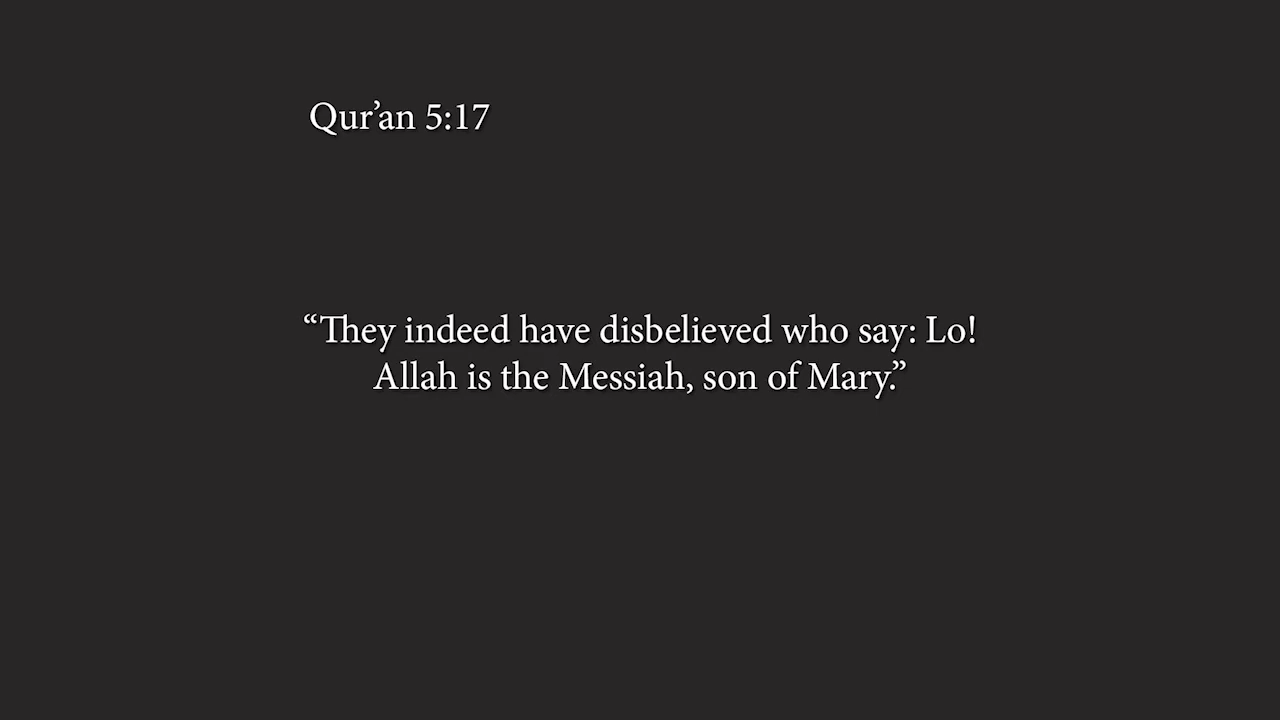 Qur’an 5:17
“They indeed have disbelieved who say: Lo!
Allah is the Messiah, son of Mary.”